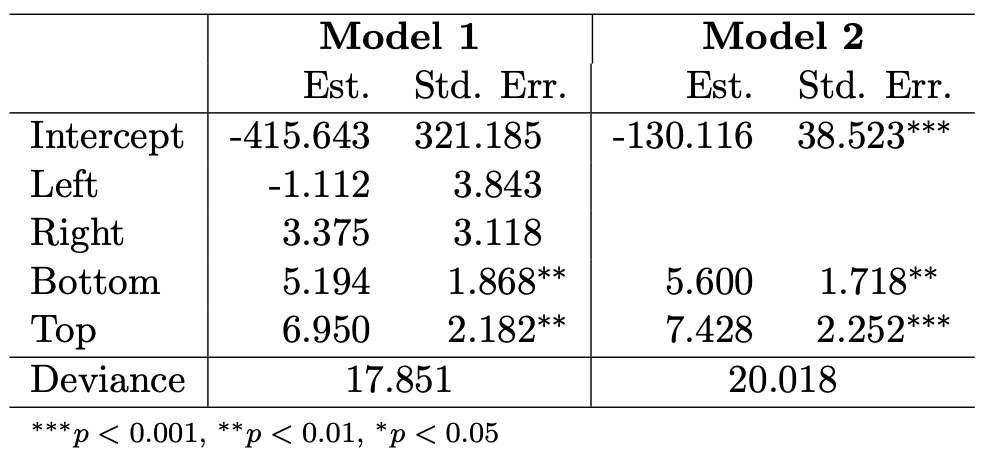 Model 1 Model 2
Est. Std. Err. Est. Std. Err.
Intercept -415.643 321.185 -130.116 38.523***
Left -1.112 3.843
Right 3.375 3.118
Bottom 5.194 1.868** 5.600 1.718**
Top 6.950 2.182** 7.428 2.252***
Deviance 17.851 20.018
***p < 0.001, **p < 0.01, *p < 0.05